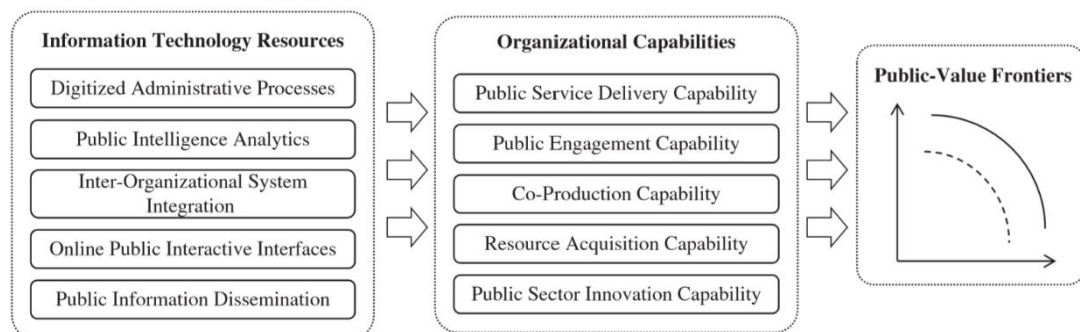 Information Technology Resources
Digitized Administrative Processes
Public Intelligence Analytics
Inter-Organizational System
Integration
Online Public Interactive Interfaces
Public Information Dissemination
Organizational Capabilities
Public Service Delivery Capability
Public Engagement Capability
Co-Production Capability
Resource Acquisition Capability
Public Sector Innovation Capability
Public-Value Frontiers